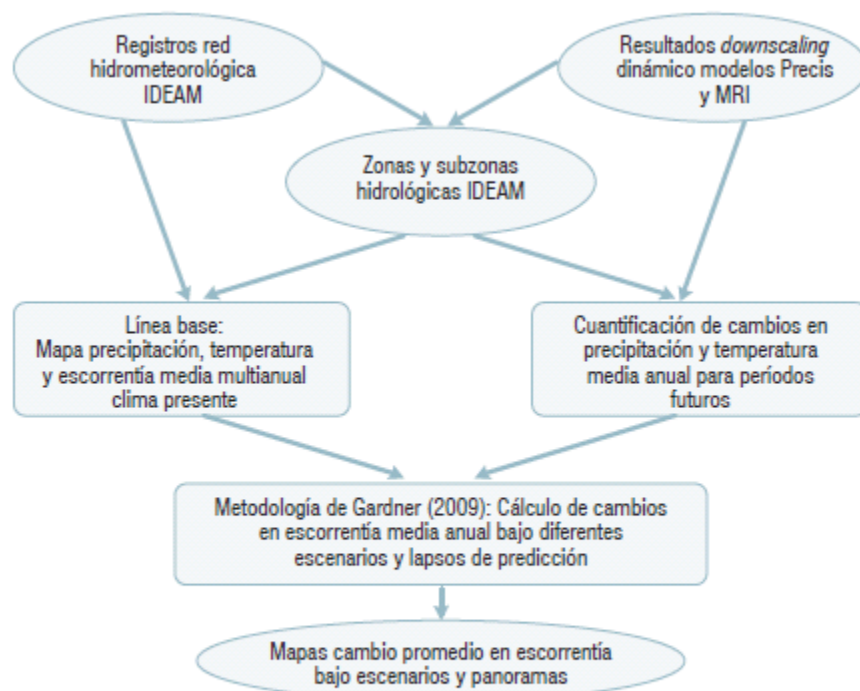 Registros red
hidrometeorológica
IDEAM
Resultados downscaling
dinámico modelos Precis
y MRI
Zonas y subzonas
hidrológicas IDEAM
Línea base:
Mapa precipitación, temperatura
y escorrentía media multianual
clima presente
Cuantificación de cambios en
precipitación y temperatura
media anual para períodos
futuros
Metodología de Gardner (2009): Cálculo de cambios
en escorrentía media anual bajo diferentes
escenarios y lapsos de predicción
Mapas cambio promedio en escorrentía
bajo escenarios y panoramas